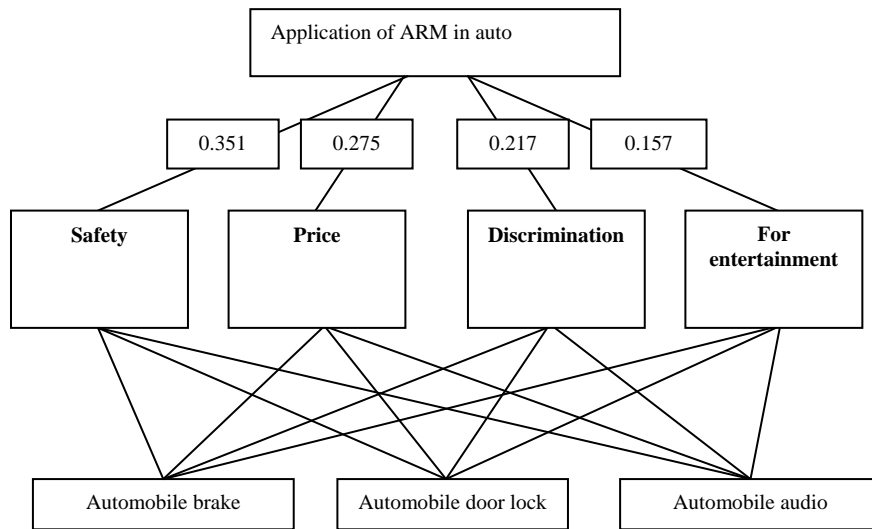 Application of ARM in auto
0.351
0.275
0.217
0.157
Safety
Price
Discrimination
For
entertainment
Automobile brake
Automobile door lock
Automobile audio